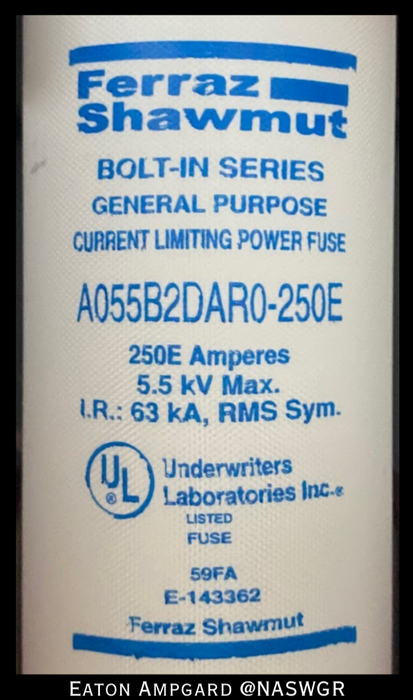 Ferraz
Shawmut
BOLT-IN SERIES
GENERAL PURPOSE
CURRENT LIMITING POWER FUSE
A055B2DAR0-250E
250E Amperes
5.5 kV Max.
I.R.: 63 kA, RMS Sym.
UL ®
Underwriters
Laboratories Inc.®
LISTED
FUSE
59FA
E-143362
Ferraz Shawmut
EATON AMPGARD @NASWGR